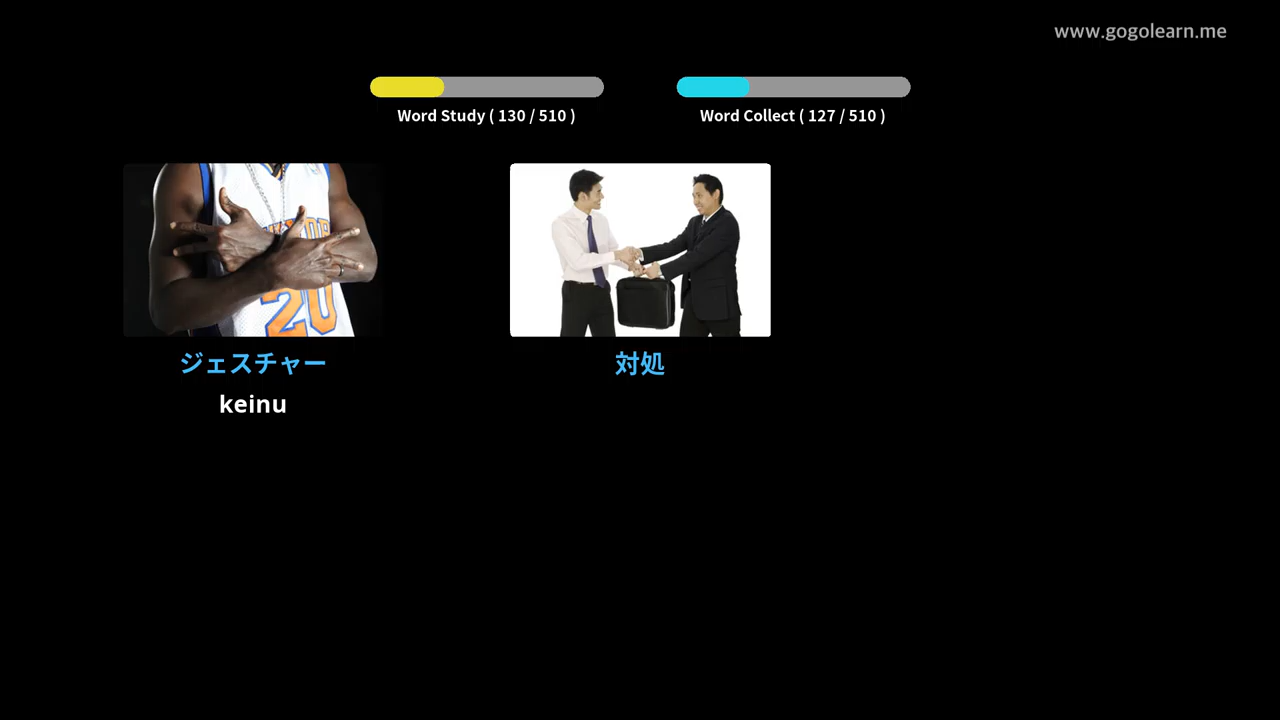 www.gogolearn.me
Word Study ( 130 / 510 )
Word Collect ( 127 / 510 )
20
ジェスチャー
対処
keinu